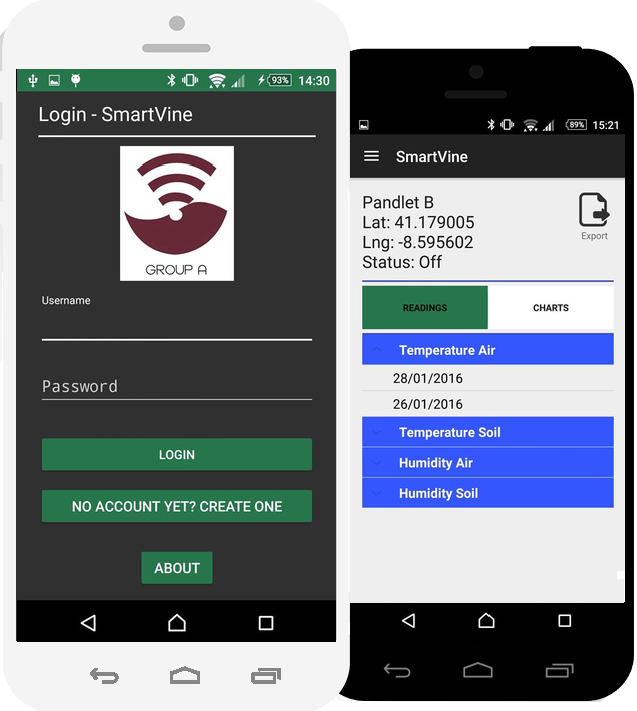 93% 14:30
Login - SmartVine
GROUP A
Username
Password
LOGIN
NO ACCOUNT YET? CREATE ONE
ABOUT
89% 15:21
SmartVine
Pandlet B
Lat: 41.179005
Lng: -8.595602
Status: Off
Export
READINGS CHARTS
Temperature Air
28/01/2016
26/01/2016
Temperature Soil
Humidity Air
Humidity Soil